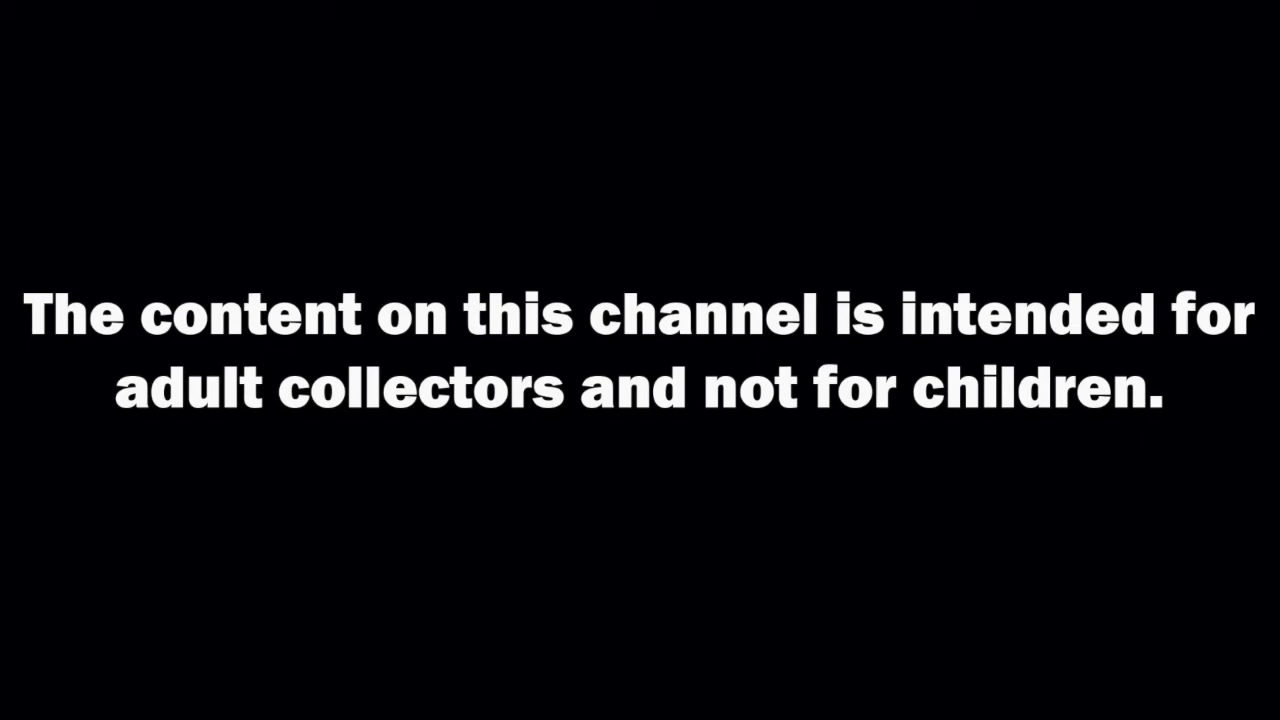 The content on this channel is intended for
adult collectors and not for children.